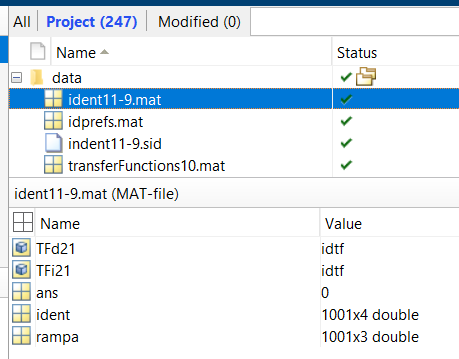 All Project (247) Modified (0)
Name Status
data
ident11-9.mat
idprefs.mat
indent11-9.sid
transferFunctions10.mat
ident11-9.mat (MAT-file)
Name Value
TFd21 idtf
TFi21 idtf
ans 0
ident 1001x4 double
rampa 1001x3 double